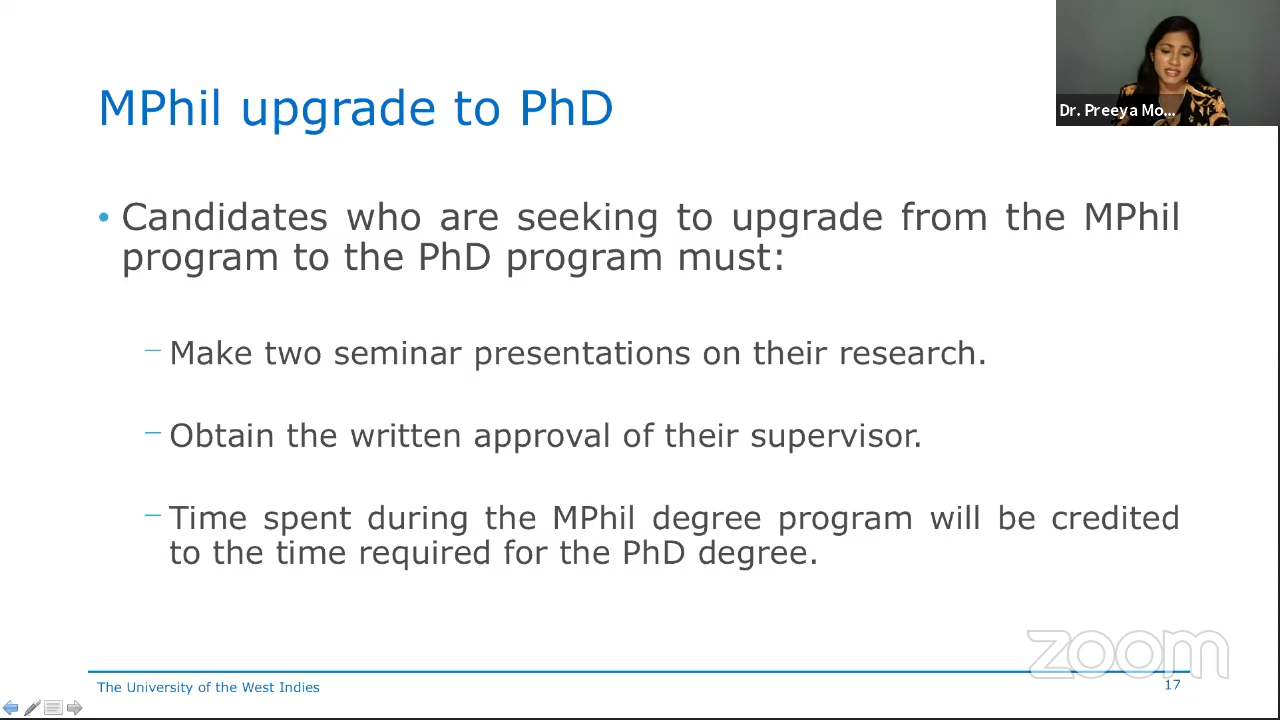 MPhil upgrade to PhD
Dr. Preeya Mo...
• Candidates who are seeking to upgrade from the MPhil
program to the PhD program must:
– Make two seminar presentations on their research.
– Obtain the written approval of their supervisor.
– Time spent during the MPhil degree program will be credited
to the time required for the PhD degree.
zoom
The University of the West Indies
17